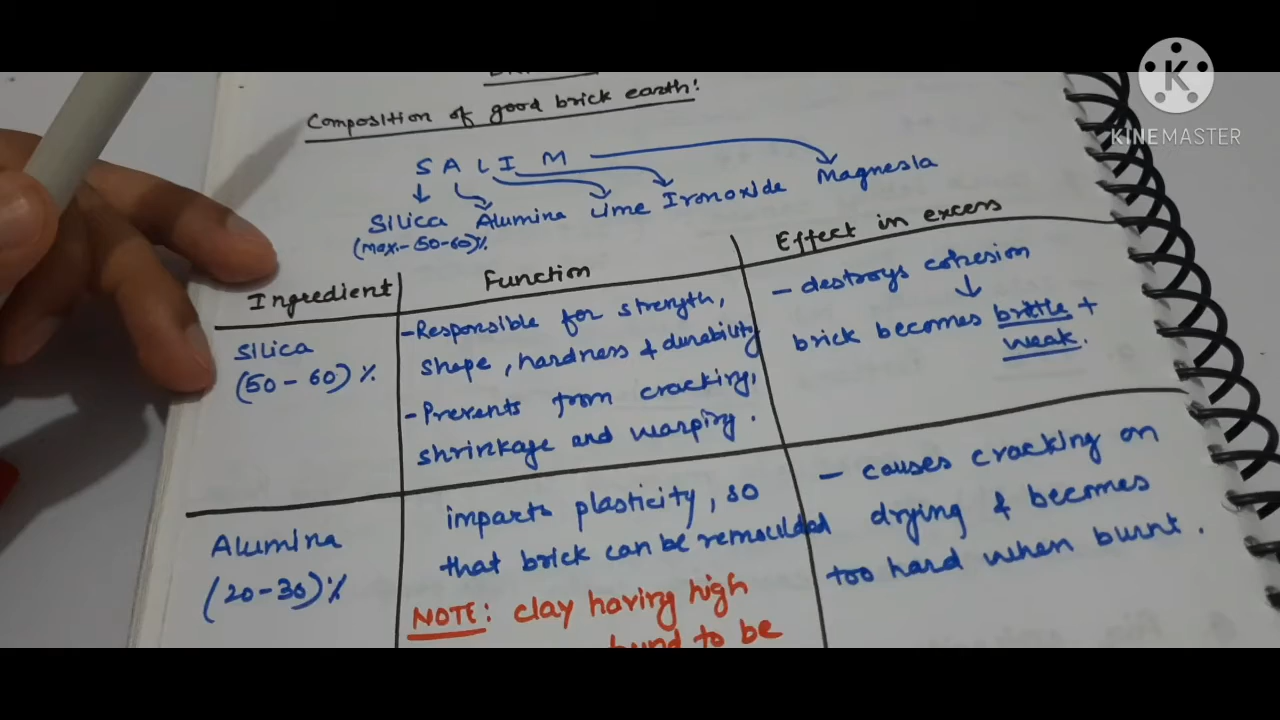 KINEMASTER
Composition of good brick earth:
S A L I M
Silica Alumina Lime Ironoxide Magnesia
(max.- 50-60)%.
Ingredient Function Effect in excess
Silica
(50-60) %
-Responsible for strength,
shape, hardness & durability
-Prevents from cracking,
shrinkage and warping.
- destroys cohesion
brick becomes brittle +
weak.
Alumina
(20-30)%
imparts plasticity, so
that brick can be remoulded
NOTE: clay having high
to be
- causes cracking on
drying & becomes
too hard when burnt.